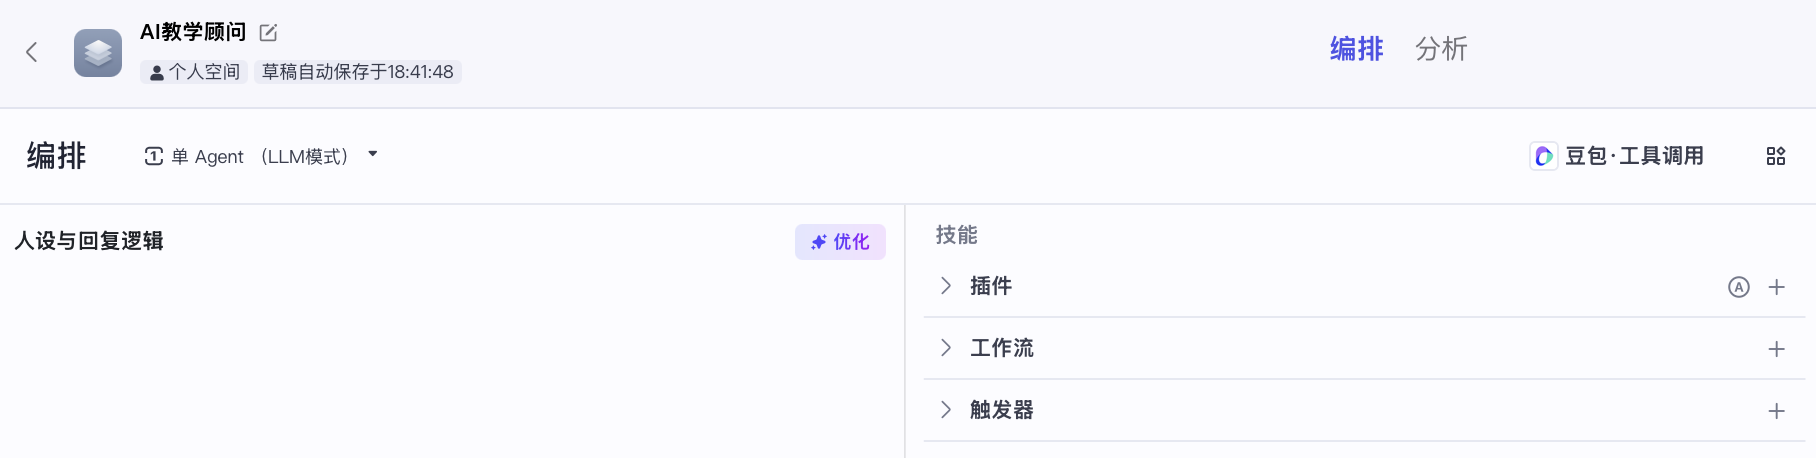 AI教学顾问
个人空间 草稿自动保存于18:41:48
编排 分析
编排 1 单 Agent （LLM模式）
豆包·工具调用
人设与回复逻辑 优化
技能
插件 A
工作流
触发器